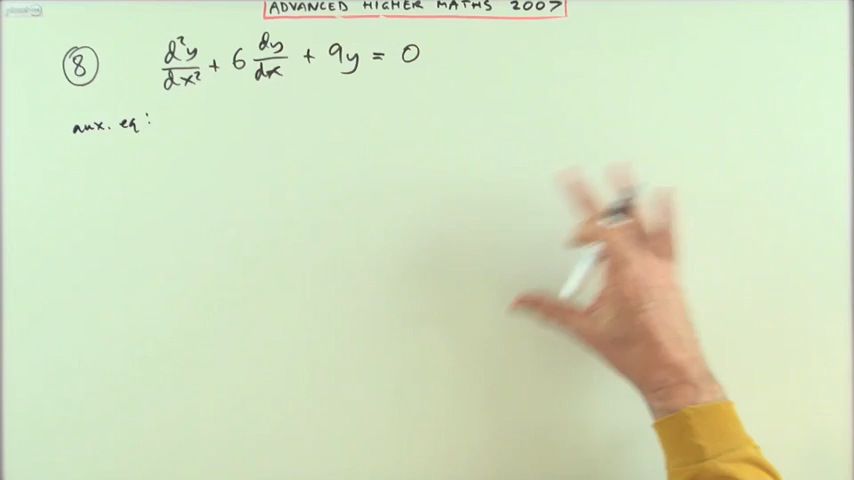 ADVANCED HIGHER MATHS 2007
8 d²y/dx² + 6 dy/dx + 9y = 0
aux. eq: